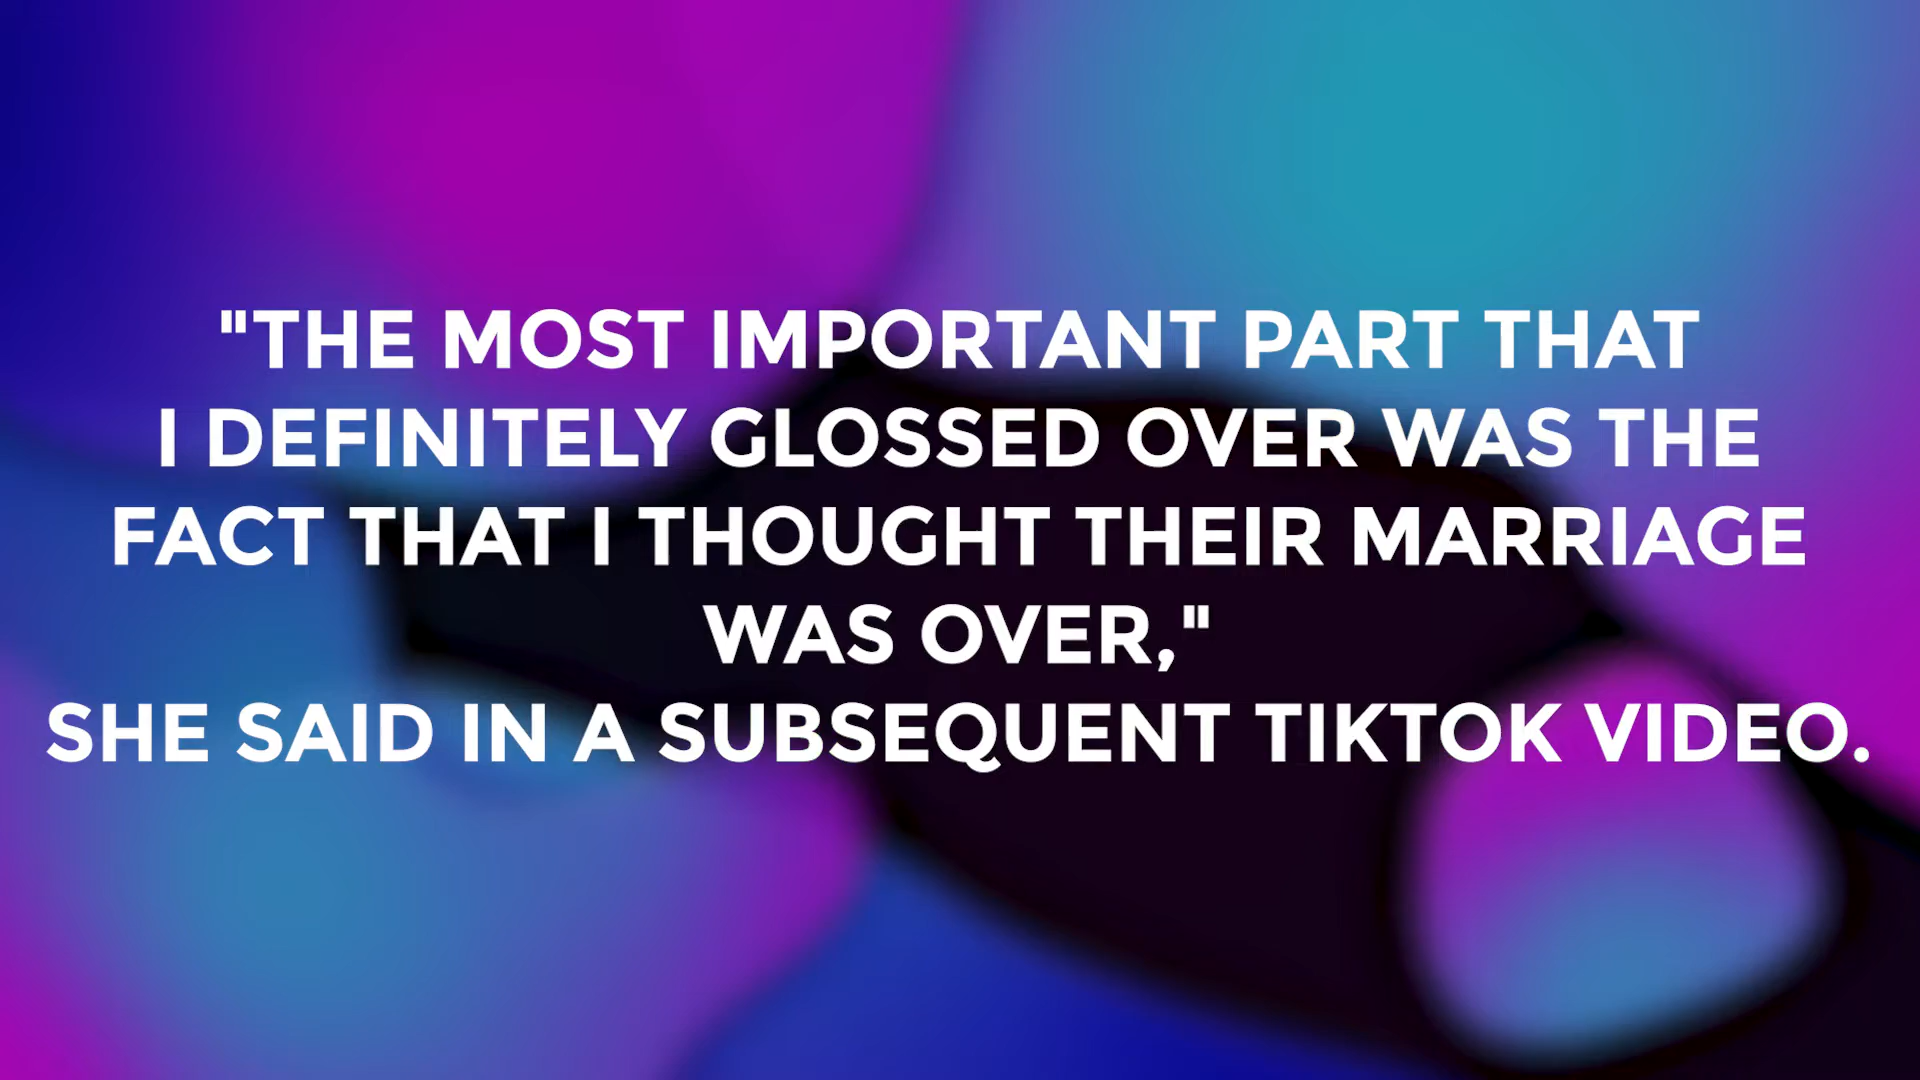 "THE MOST IMPORTANT PART THAT
I DEFINITELY GLOSSED OVER WAS THE
FACT THAT I THOUGHT THEIR MARRIAGE
WAS OVER,"
SHE SAID IN A SUBSEQUENT TIKTOK VIDEO.